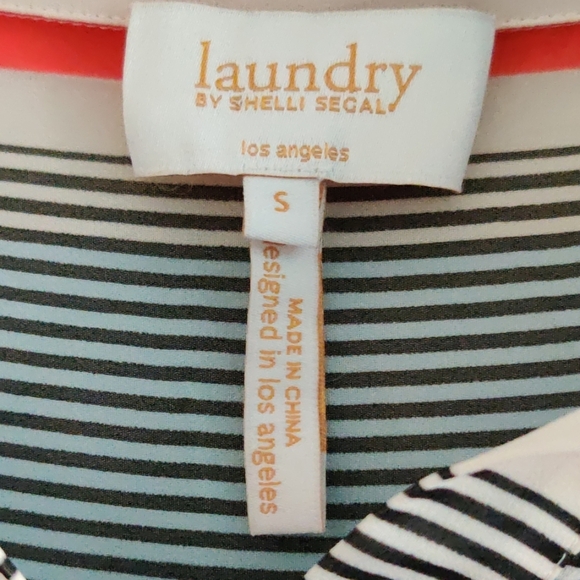 laundry
BY SHELLI SEGAL
los angeles
S
MADE IN CHINA
designed in los angeles